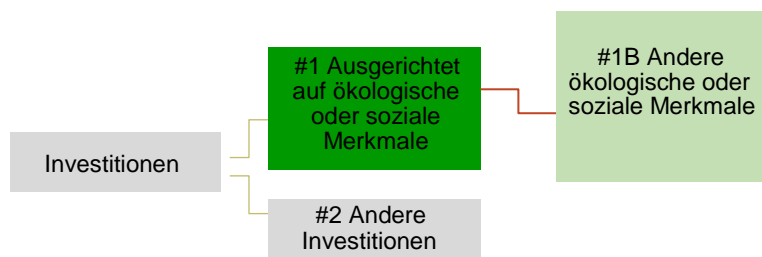 Investitionen
#1 Ausgerichtet
auf ökologische
oder soziale
Merkmale
#2 Andere
Investitionen
#1B Andere
ökologische oder
soziale Merkmale